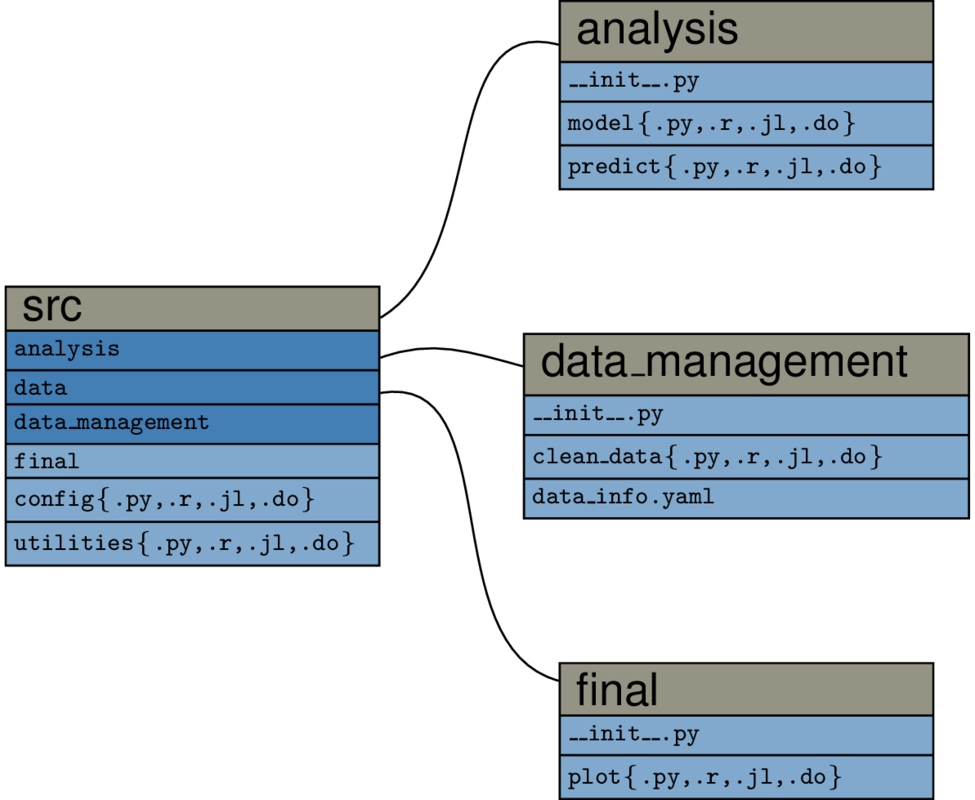 analysis
__init__.py
model{.py,.r,.jl,.do}
predict{.py,.r,.jl,.do}
src
analysis
data
data_management
final
config{.py,.r,.jl,.do}
utilities{.py,.r,.jl,.do}
data_management
__init__.py
clean_data{.py,.r,.jl,.do}
data_info.yaml
final
__init__.py
plot{.py,.r,.jl,.do}